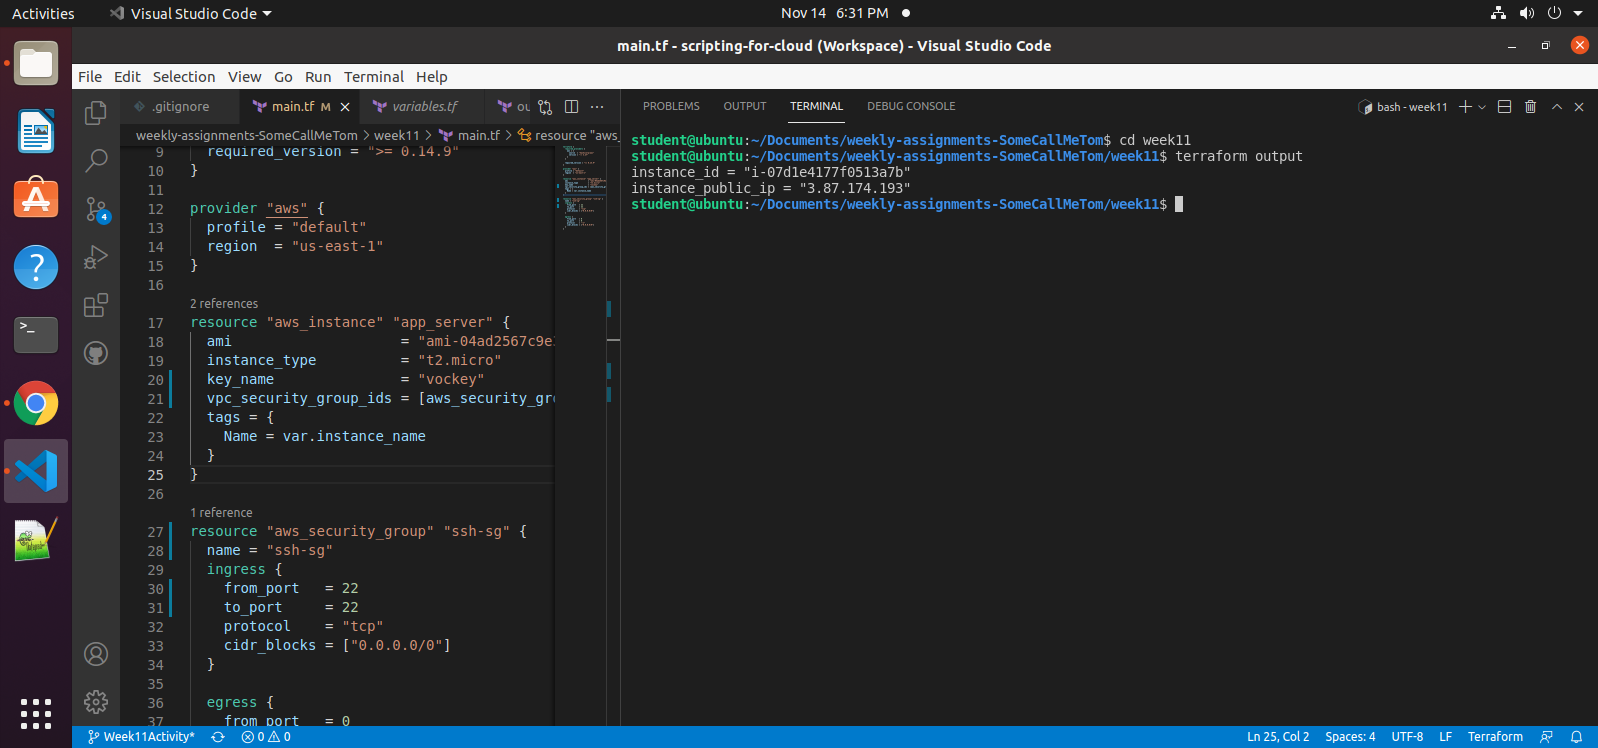 Activities
Visual Studio Code
Nov 14 6:31 PM
main.tf - scripting-for-cloud (Workspace) - Visual Studio Code
File Edit Selection View Go Run Terminal Help
.gitignore
main.tf M
variables.tf
ou
weekly-assignments-SomeCallMeTom > week11 > main.tf > resource "aws_
9 required_version = ">= 0.14.9"
10 }
11
12 provider "aws" {
13 profile = "default"
14 region = "us-east-1"
15 }
16
2 references
17 resource "aws_instance" "app_server" {
18 ami = "ami-04ad2567c9e
19 instance_type = "t2.micro"
20 key_name = "vockey"
21 vpc_security_group_ids = [aws_security_gr
22 tags = {
23 Name = var.instance_name
24 }
25 }
26
1 reference
27 resource "aws_security_group" "ssh-sg" {
28 name = "ssh-sg"
29 ingress {
30 from_port = 22
31 to_port = 22
32 protocol = "tcp"
33 cidr_blocks = ["0.0.0.0/0"]
34 }
35
36 egress {
37 from_port = 0
4
PROBLEMS OUTPUT TERMINAL DEBUG CONSOLE
bash - week11
student@ubuntu:~/Documents/weekly-assignments-SomeCallMeTom$ cd week11
student@ubuntu:~/Documents/weekly-assignments-SomeCallMeTom/week11$ terraform output
instance_id = "i-07d1e4177f0513a7b"
instance_public_ip = "3.87.174.193"
student@ubuntu:~/Documents/weekly-assignments-SomeCallMeTom/week11$
Week11Activity* 0 0
Ln 25, Col 2 Spaces: 4 UTF-8 LF Terraform